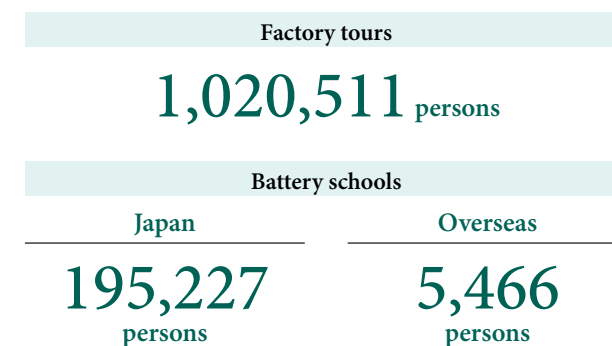 Factory tours
1,020,511 persons
Battery schools
Japan Overseas
195,227 5,466
persons persons